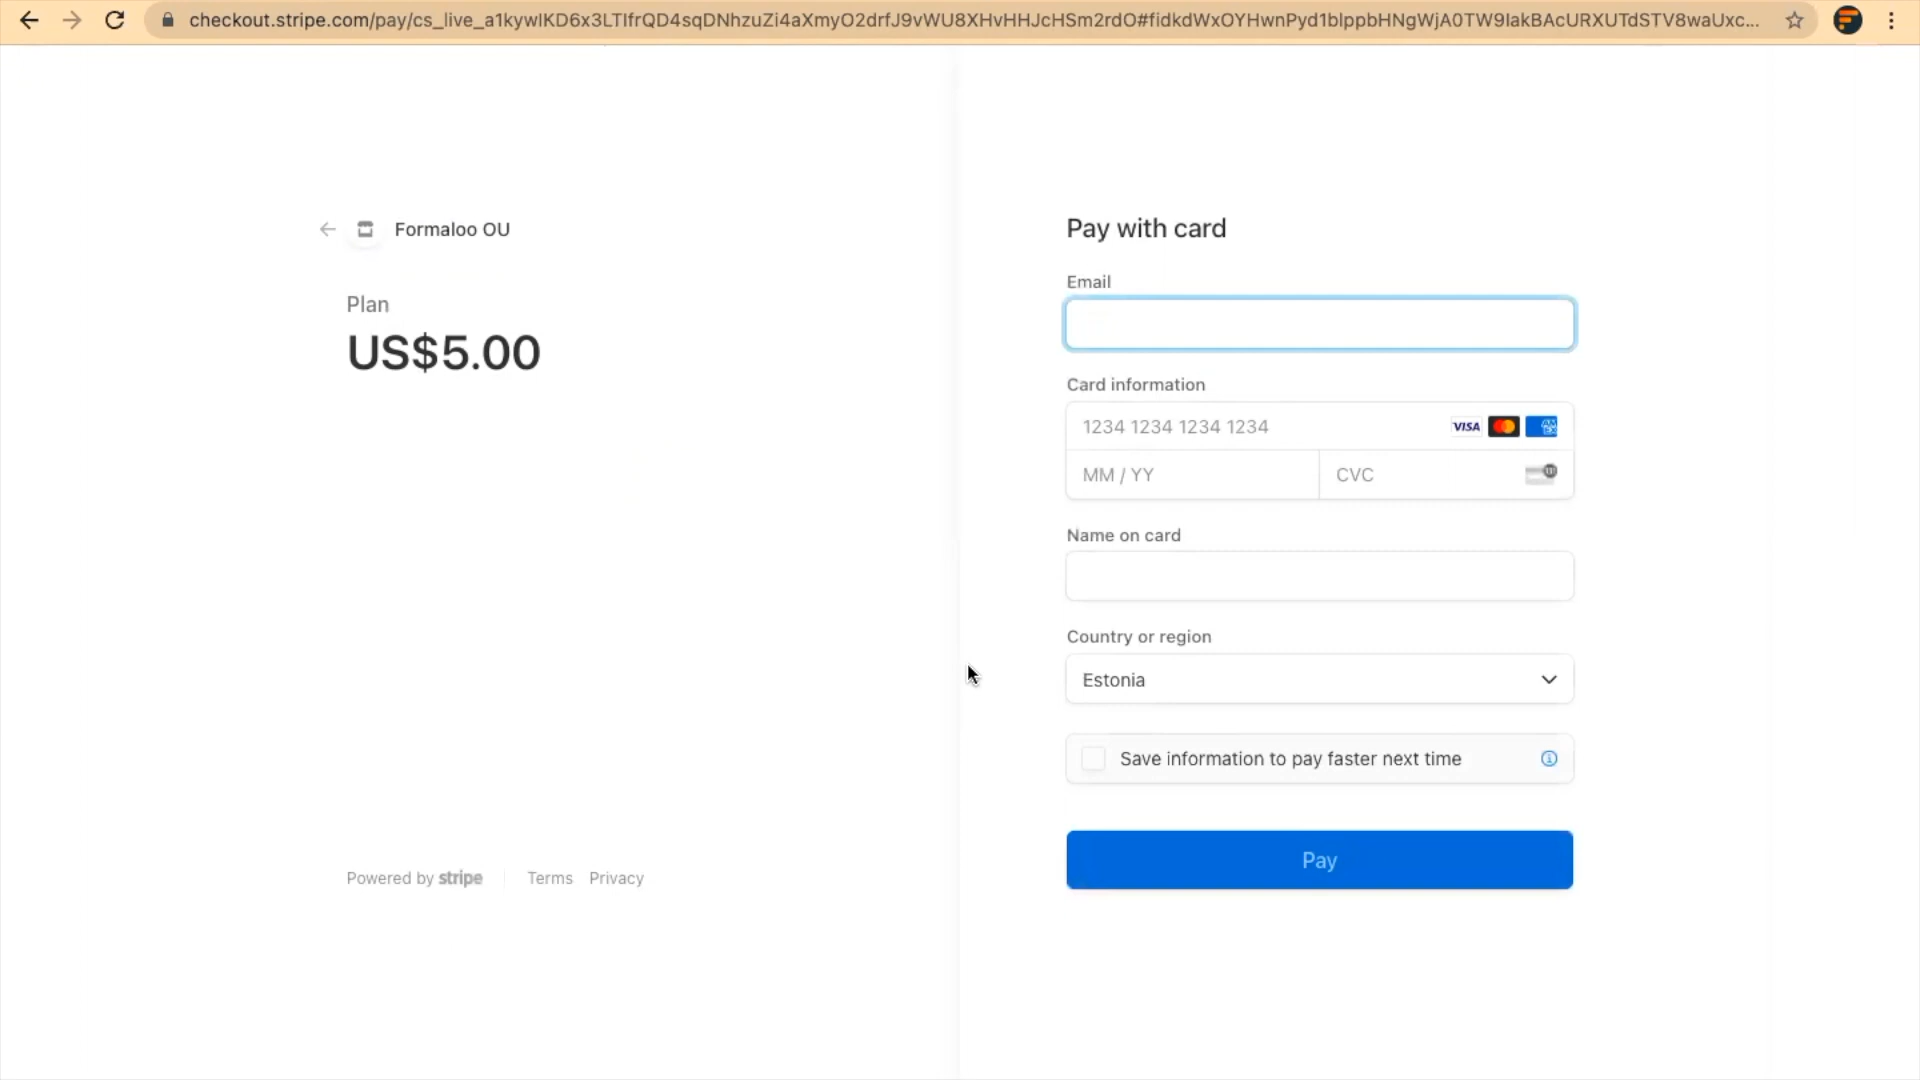 checkout.stripe.com/pay/cs_live_a1kywIKD6x3LTIfrQD4sqDNhzuZi4aXmyO2drfJ9vWU8XHvHHJcHSm2rdO#fidkdWxOYHwnPyd1blppbHNgWjA0TW9IakBAcURXUTdSTV8waUxc...
Formaloo OU
Plan
US$5.00
Powered by stripe
Terms Privacy
Pay with card
Email
Card information
1234 1234 1234 1234
VISA
MM / YY
CVC
Name on card
Country or region
Estonia
Save information to pay faster next time
Pay